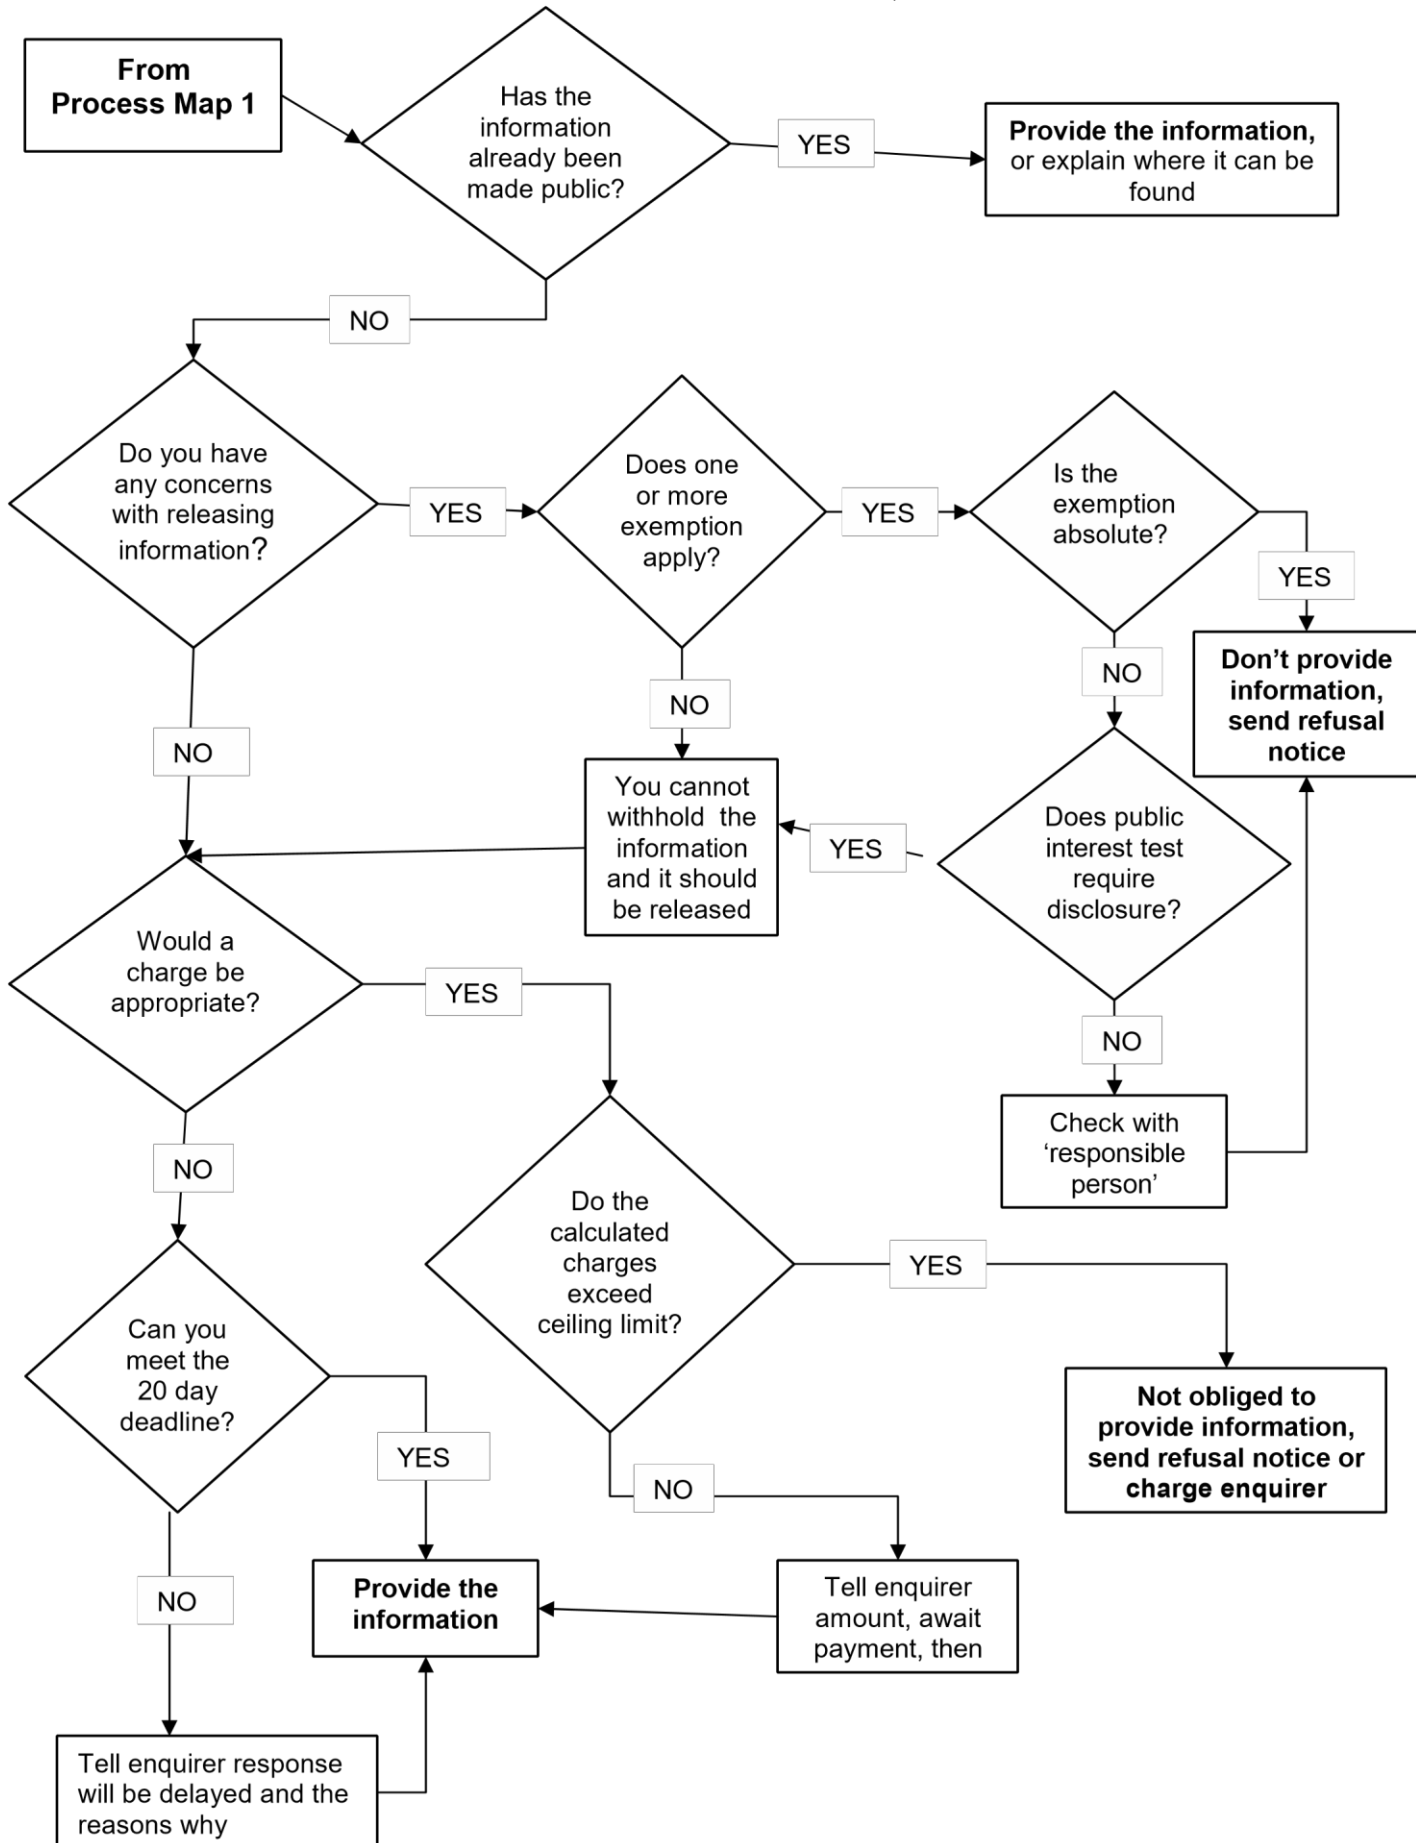 From
Process Map 1
Has the
information
already been
made public?
YES
Provide the information,
or explain where it can be
found
NO
Do you have
any concerns
with releasing
information?
YES
Does one
or more
exemption
apply?
YES
Is the
exemption
absolute?
YES
Don’t provide
information,
send refusal
notice
NO
NO
NO
You cannot
withhold  the
information
and it should
be released
YES
Does public
interest test
require
disclosure?
Would a
charge be
appropriate?
YES
NO
Check with
‘responsible
person’
NO
Do the
calculated
charges
exceed
ceiling limit?
YES
Can you
meet the
20 day
deadline?
YES
Not obliged to
provide information,
send refusal notice or
charge enquirer
NO
NO
Provide the
information
Tell enquirer
amount, await
payment, then
Tell enquirer response
will be delayed and the
reasons why